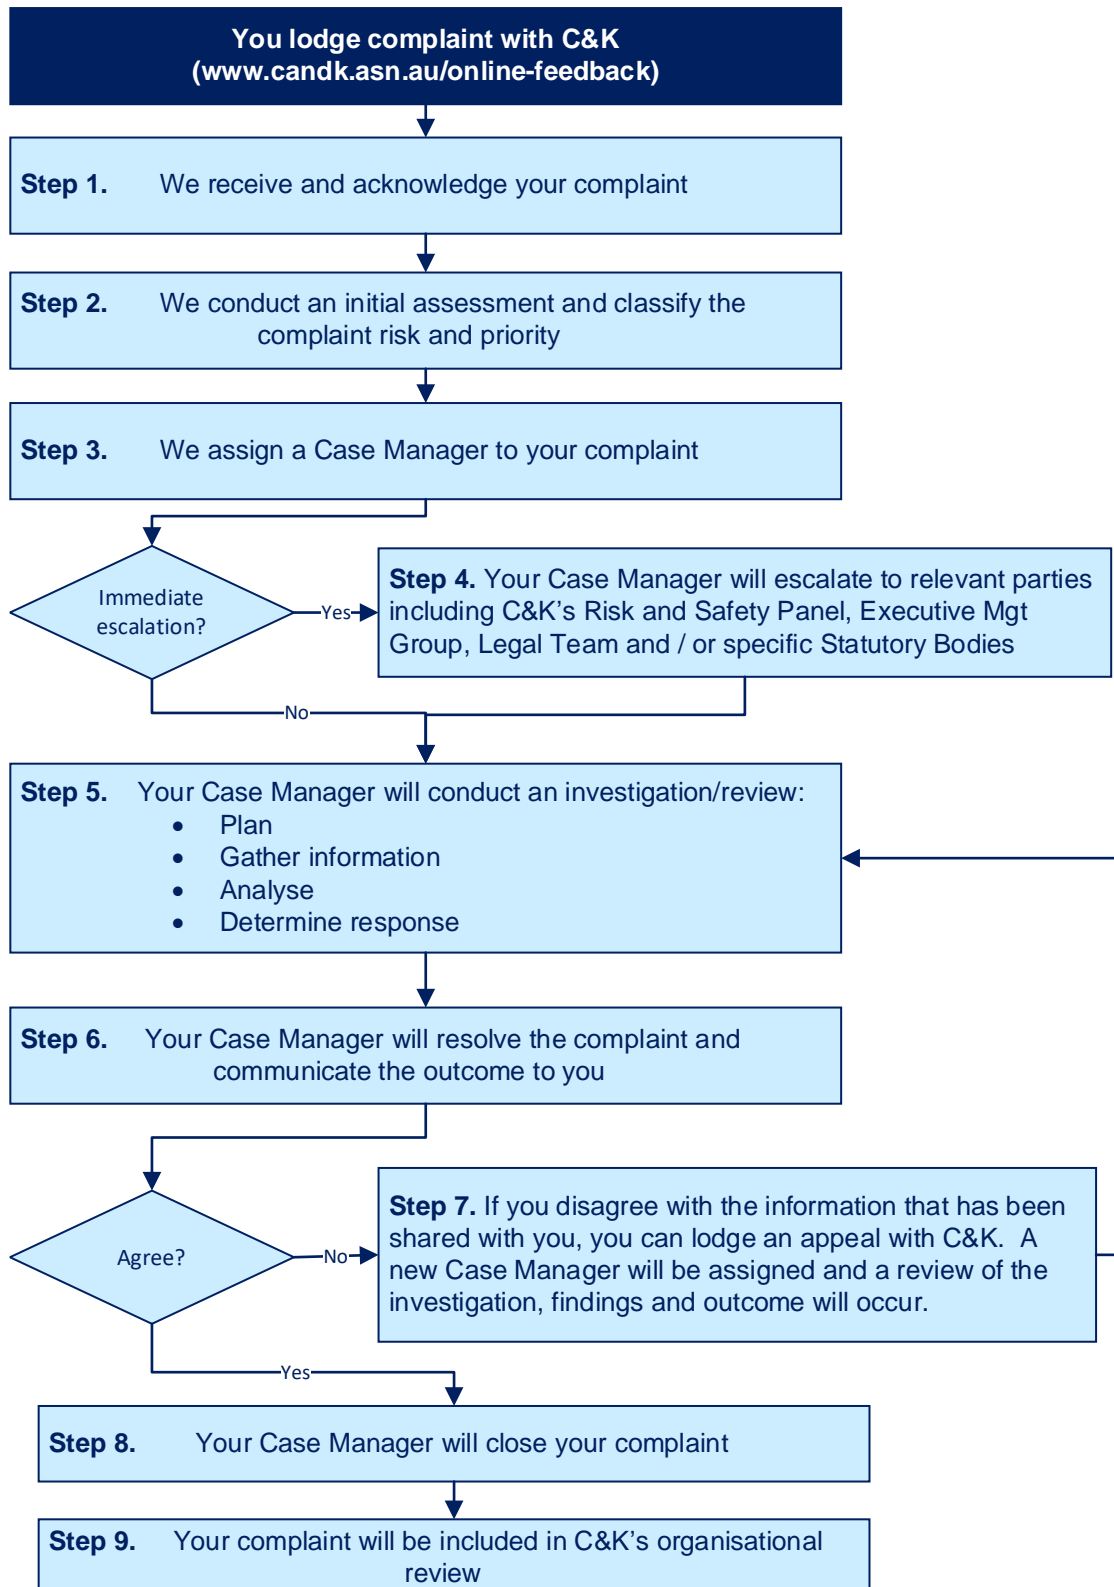 You lodge complaint with C&K
(www.candk.asn.au/online-feedback)
Step 1. We receive and acknowledge your complaint
Step 2. We conduct an initial assessment and classify the
complaint risk and priority
Step 3. We assign a Case Manager to your complaint
Immediate
escalation?
Yes
Step 4. Your Case Manager will escalate to relevant parties
including C&K's Risk and Safety Panel, Executive Mgt
Group, Legal Team and / or specific Statutory Bodies
No
Step 5. Your Case Manager will conduct an investigation/review:
• Plan
• Gather information
• Analyse
• Determine response
Step 6. Your Case Manager will resolve the complaint and
communicate the outcome to you
Agree?
No
Step 7. If you disagree with the information that has been
shared with you, you can lodge an appeal with C&K. A
new Case Manager will be assigned and a review of the
investigation, findings and outcome will occur.
Yes
Step 8. Your Case Manager will close your complaint
Step 9. Your complaint will be included in C&K's organisational
review